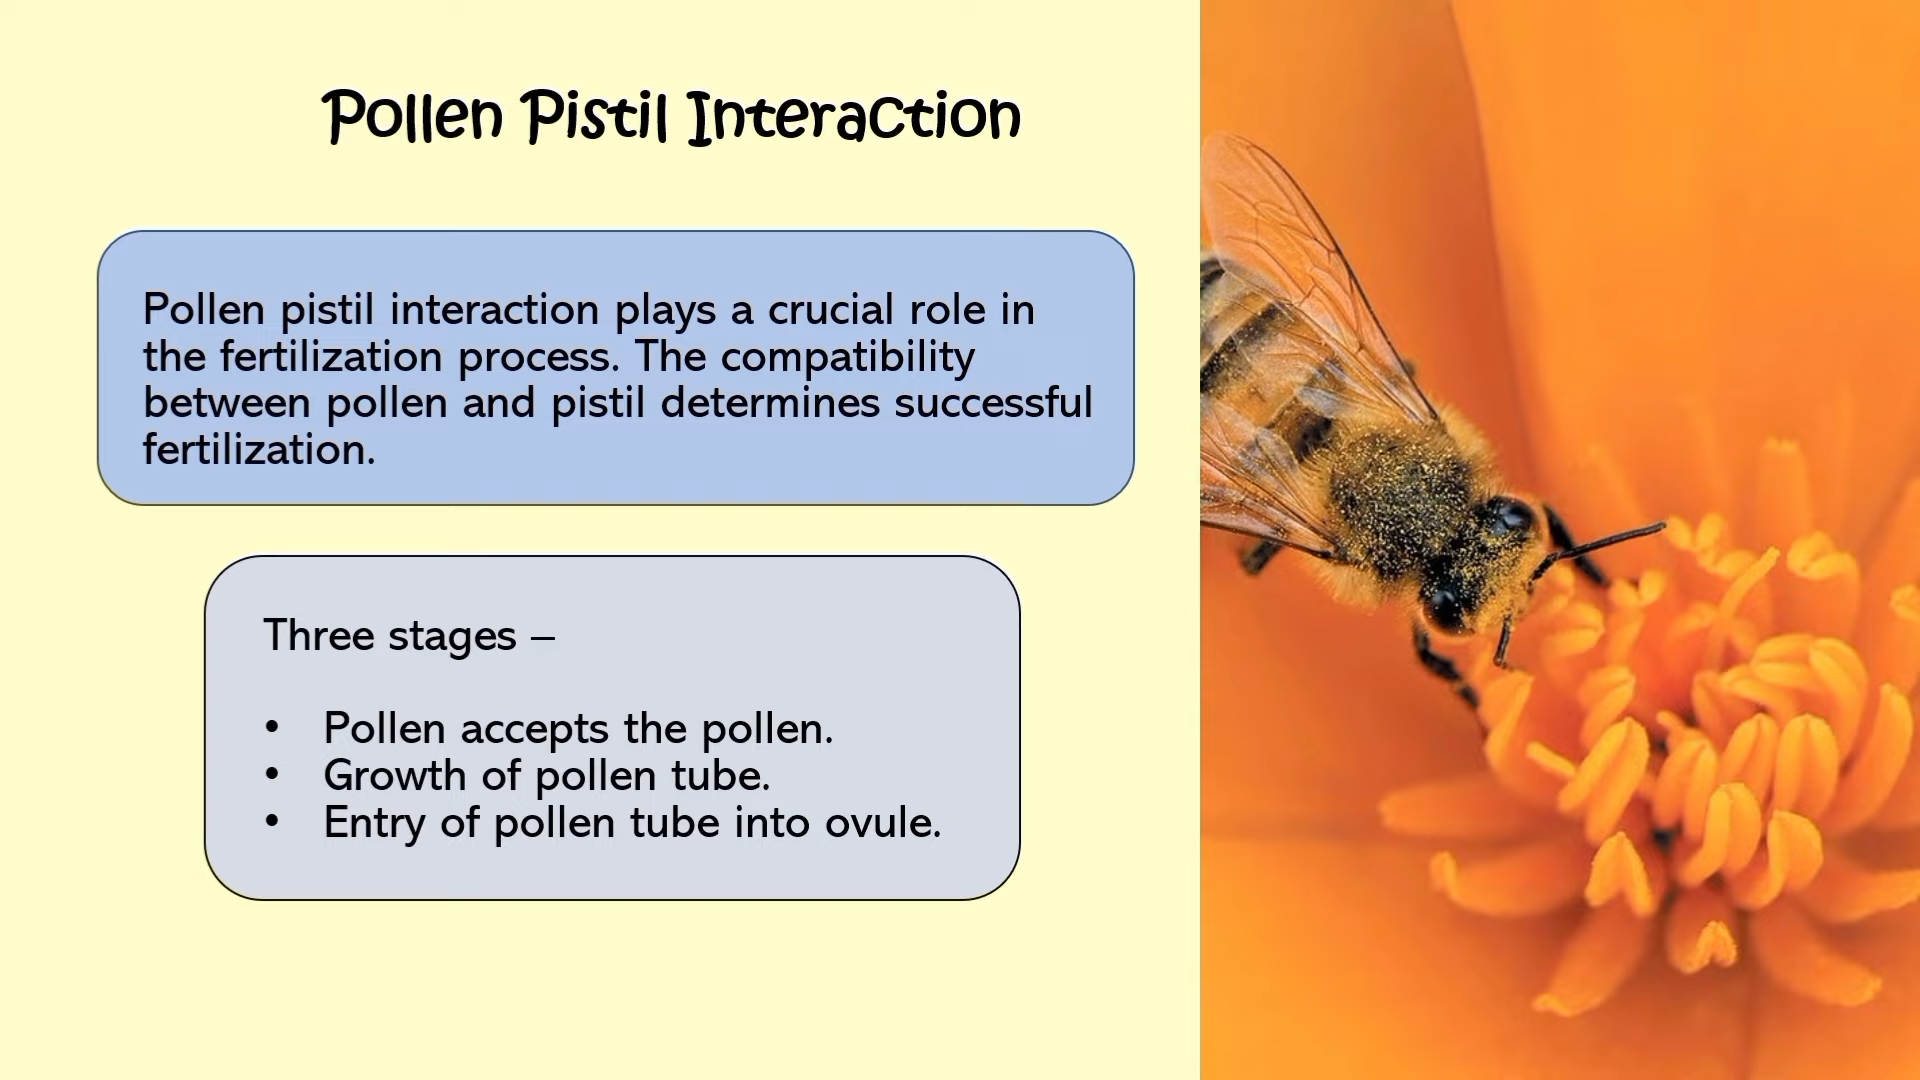 Pollen Pistil Interaction
Pollen pistil interaction plays a crucial role in
the fertilization process. The compatibility
between pollen and pistil determines successful
fertilization.
Three stages –
• Pollen accepts the pollen.
• Growth of pollen tube.
• Entry of pollen tube into ovule.